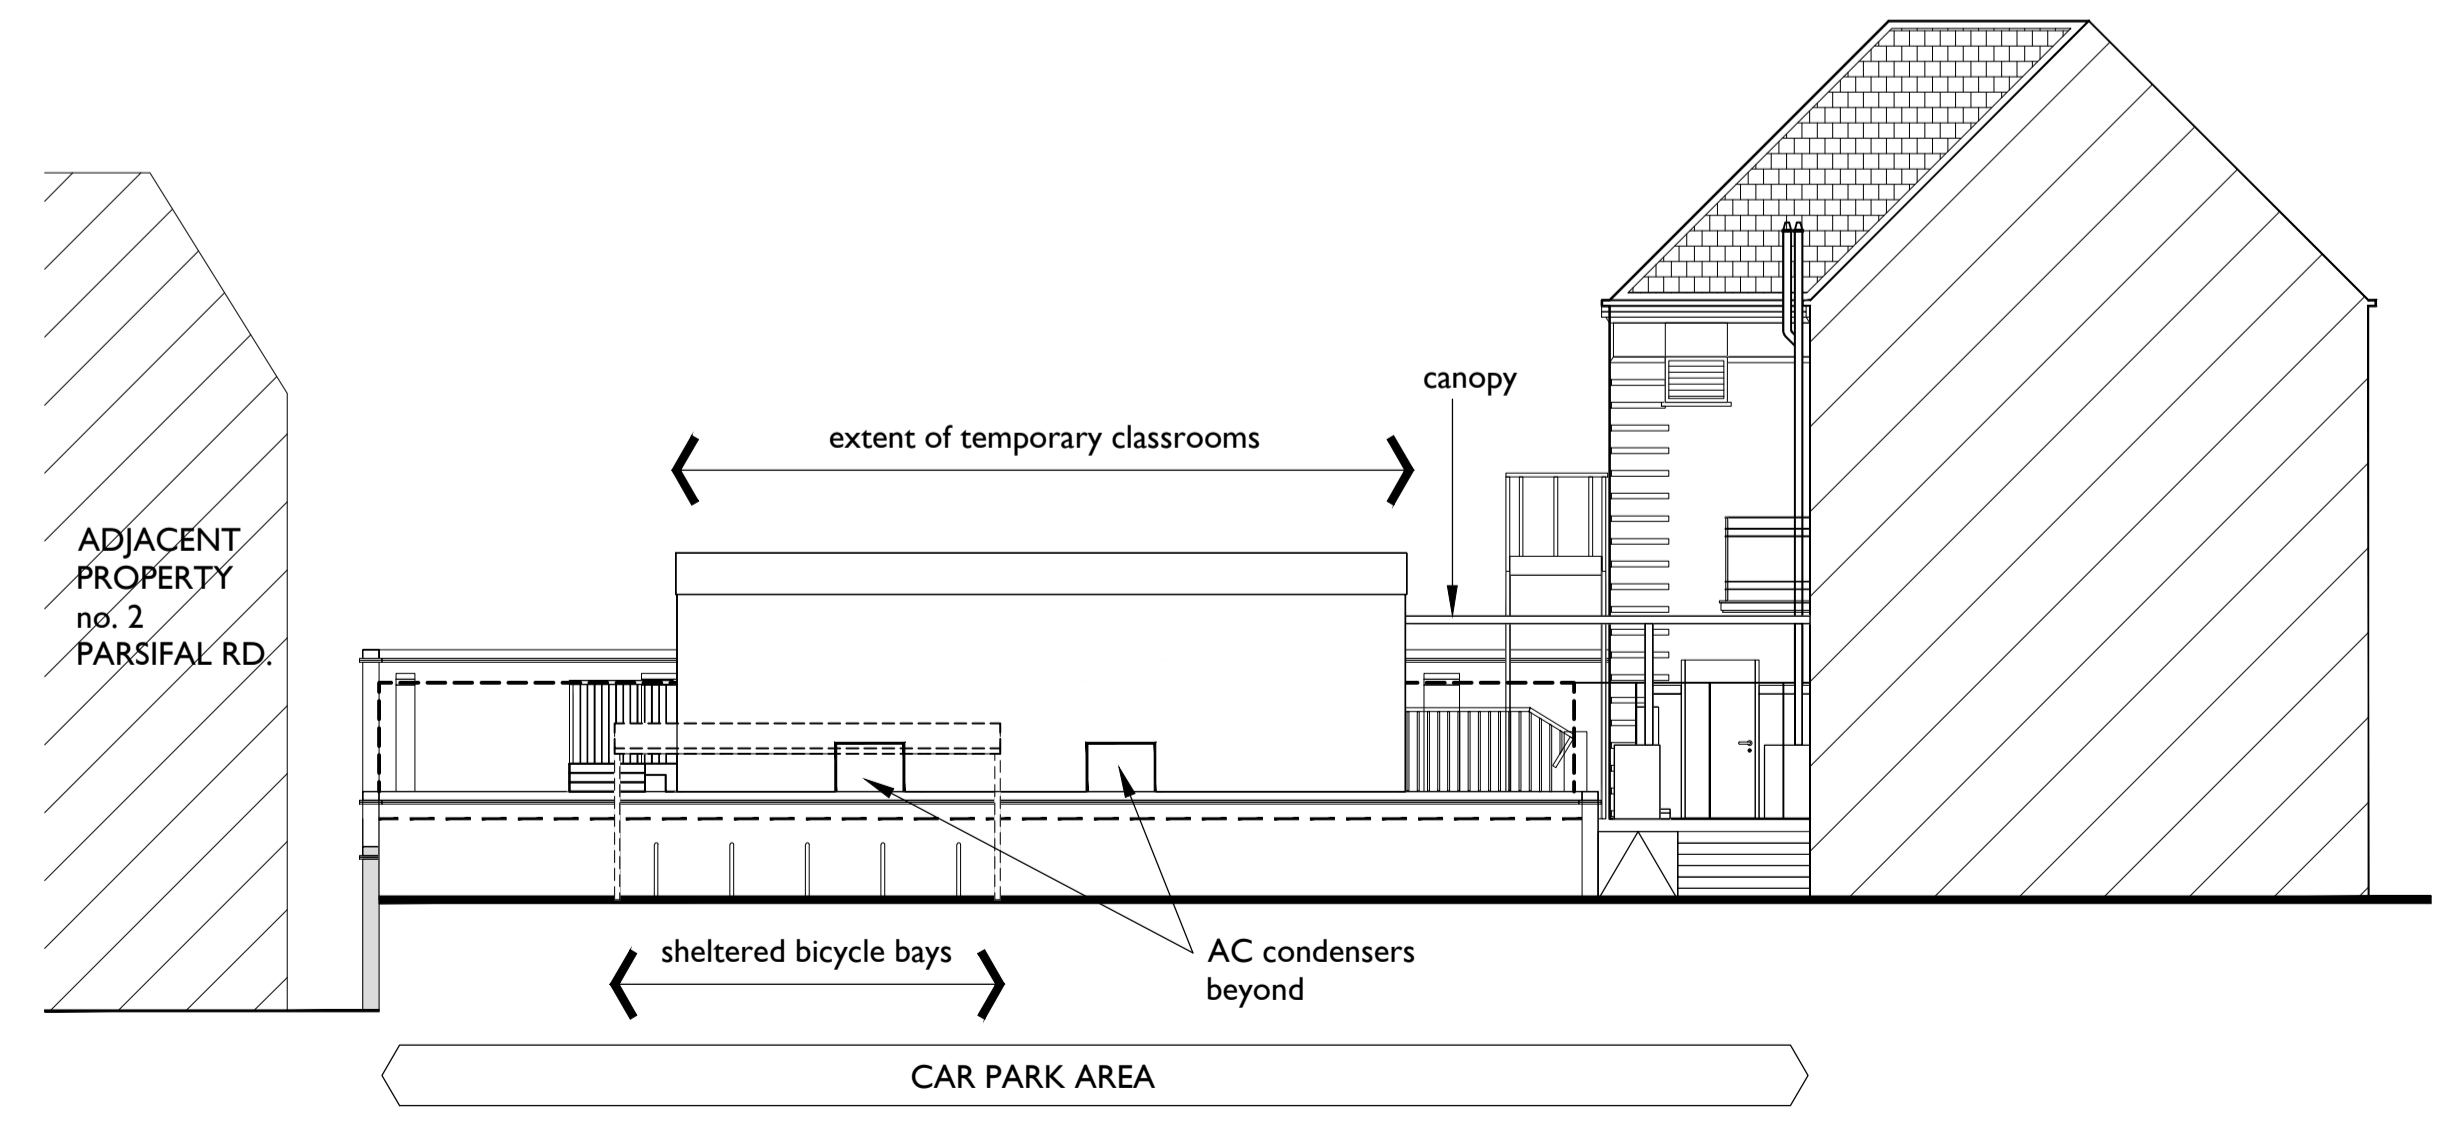 canopy
extent of temporary classrooms
ADJACENT
PROPERTY
no. 2
PARSIFAL RD.
sheltered bicycle bays
AC condensers
beyond
CAR PARK AREA